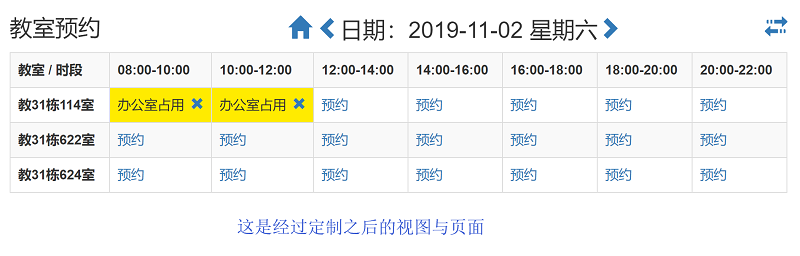 教室预约 日期：2019-11-02 星期六
教室 / 时段 08:00-10:00 10:00-12:00 12:00-14:00 14:00-16:00 16:00-18:00 18:00-20:00 20:00-22:00
教31栋114室 办公室占用 办公室占用 预约 预约 预约 预约 预约
教31栋622室 预约 预约 预约 预约 预约 预约 预约
教31栋624室 预约 预约 预约 预约 预约 预约 预约
这是经过定制之后的视图与页面